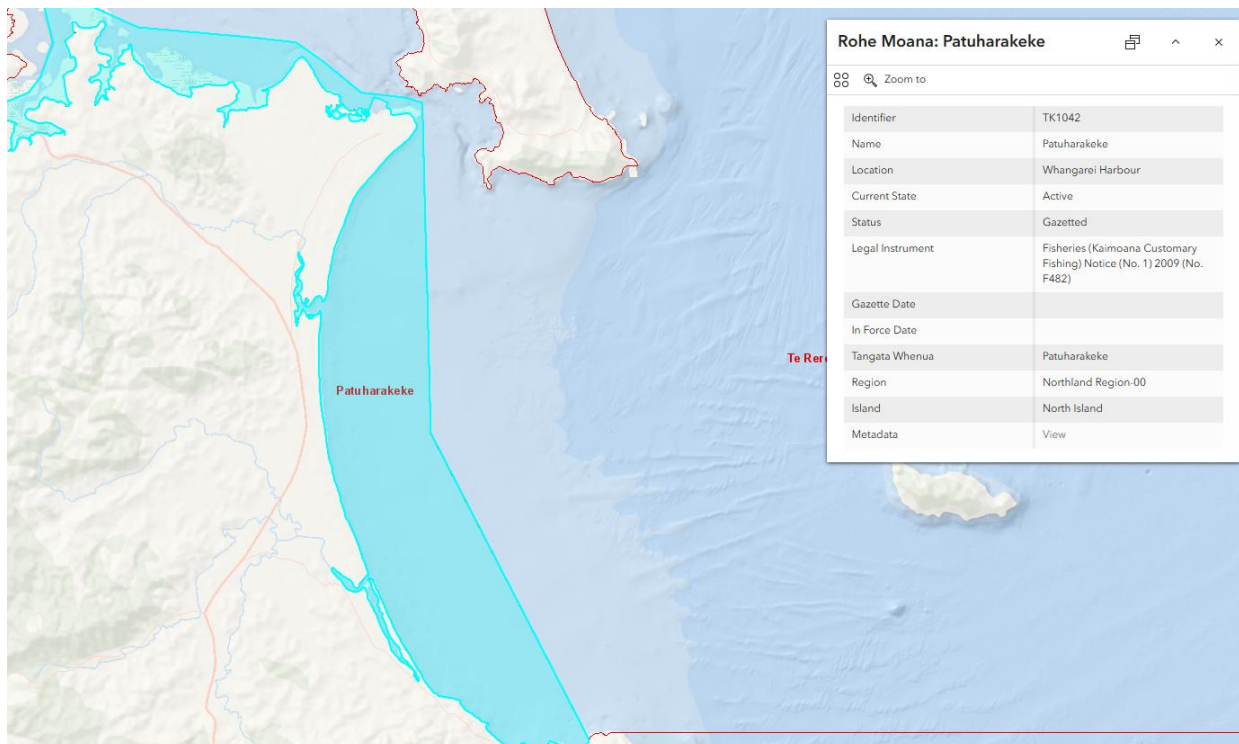 Rohe Moana: Patuharakeke
Zoom to
Identifier TK1042
Name Patuharakeke
Location Whangarei Harbour
Current State Active
Status Gazetted
Legal Instrument Fisheries (Kaimoana Customary
Fishing) Notice (No. 1) 2009 (No.
F482)
Gazette Date
In Force Date
Tangata Whenua Patuharakeke
Region Northland Region-00
Island North Island
Metadata View
Te Rer
Patuharakeke